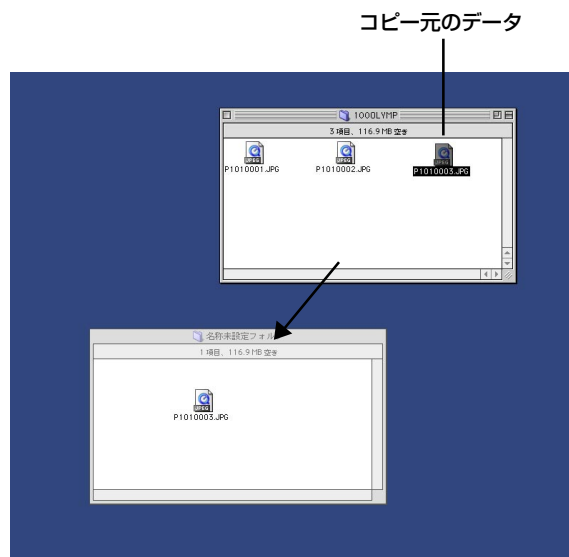 コピー元のデータ
100OLYMP
3 項目、116.9 MB 空き
P1010001.JPG
P1010002.JPG
P1010003.JPG
名称未設定フォル
1 項目、116.9 MB 空き
P1010003.JPG